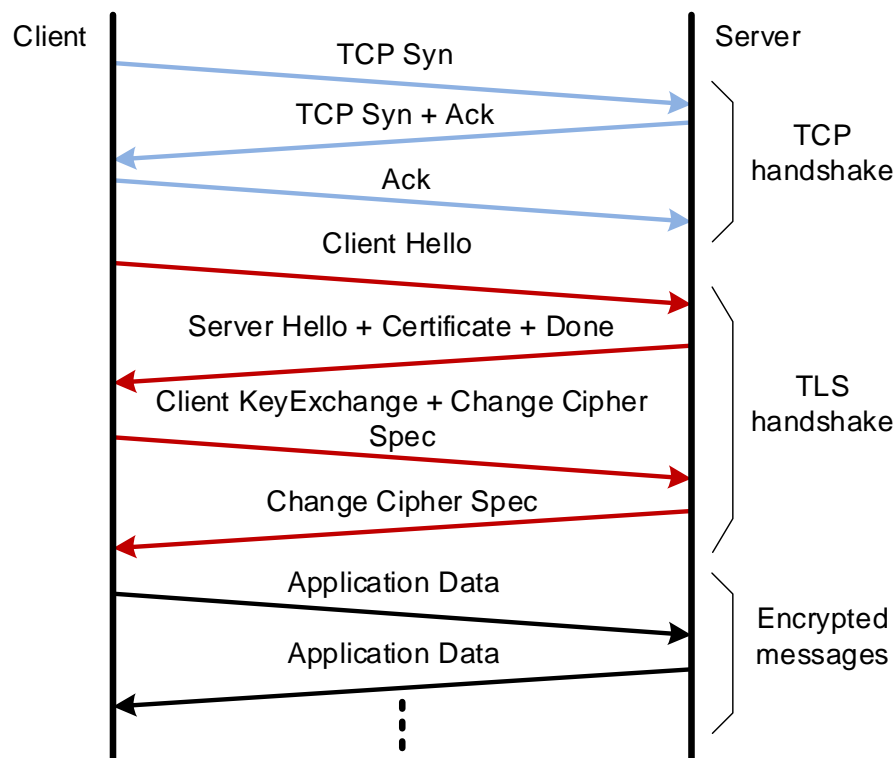 Client
Server
TCP Syn
TCP Syn + Ack
Ack
TCP
handshake
Client Hello
Server Hello + Certificate + Done
Client KeyExchange + Change Cipher
Spec
Change Cipher Spec
TLS
handshake
Application Data
Application Data
Encrypted
messages